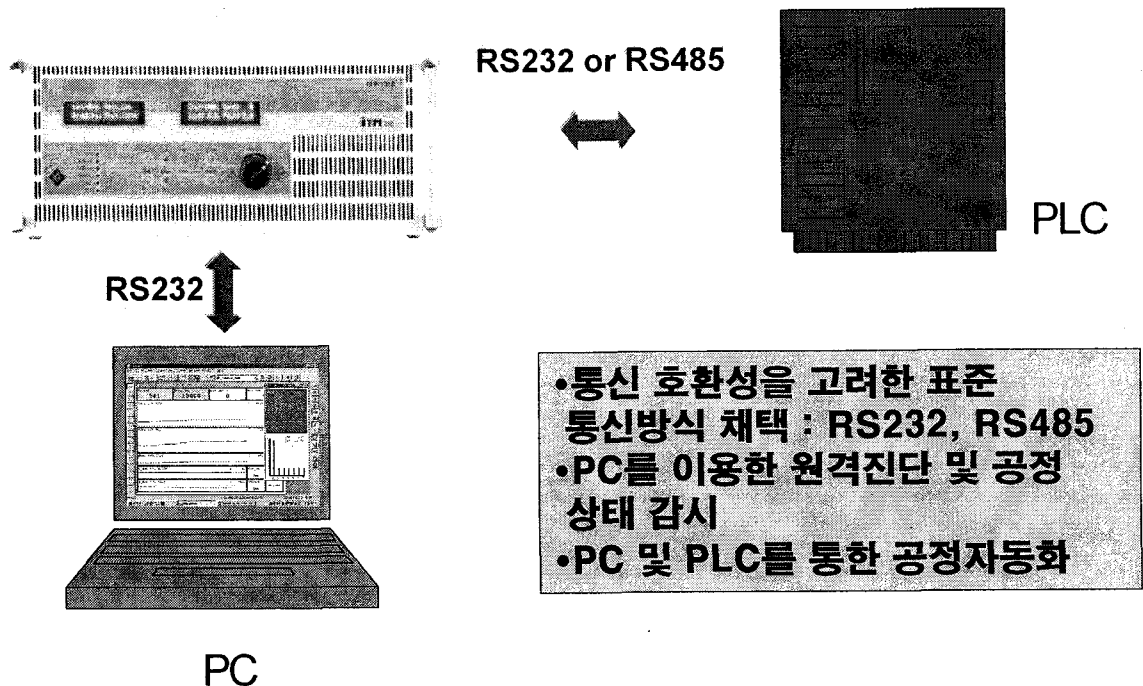 RS232 or RS485
PLC
RS232
PC
•통신 호환성을 고려한 표준
통신방식 채택 : RS232, RS485
•PC를 이용한 원격진단 및 공정
상태 감시
•PC 및 PLC를 통한 공정자동화